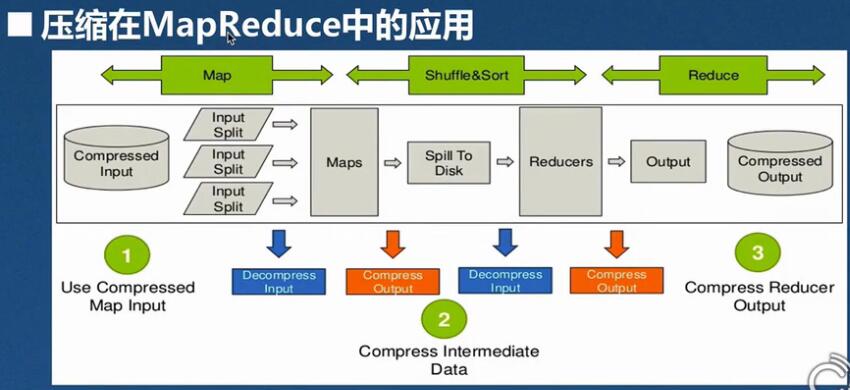 压缩在MapReduce中的应用
Map
Shuffle&Sort
Reduce
Compressed
Input
Input
Split
Input
Split
Input
Split
Maps
Spill To
Disk
Reducers
Output
Compressed
Output
1
Use Compressed
Map Input
Decompress
Input
Compress
Output
Decompress
Input
Compress
Output
2
Compress Intermediate
Data
3
Compress Reducer
Output